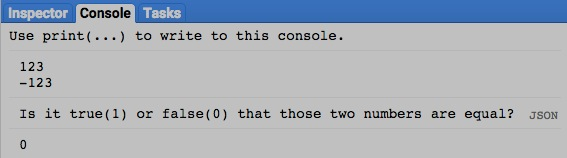 Inspector Console Tasks
Use print(...) to write to this console.
123
-123
Is it true(1) or false(0) that those two numbers are equal? JSON
0